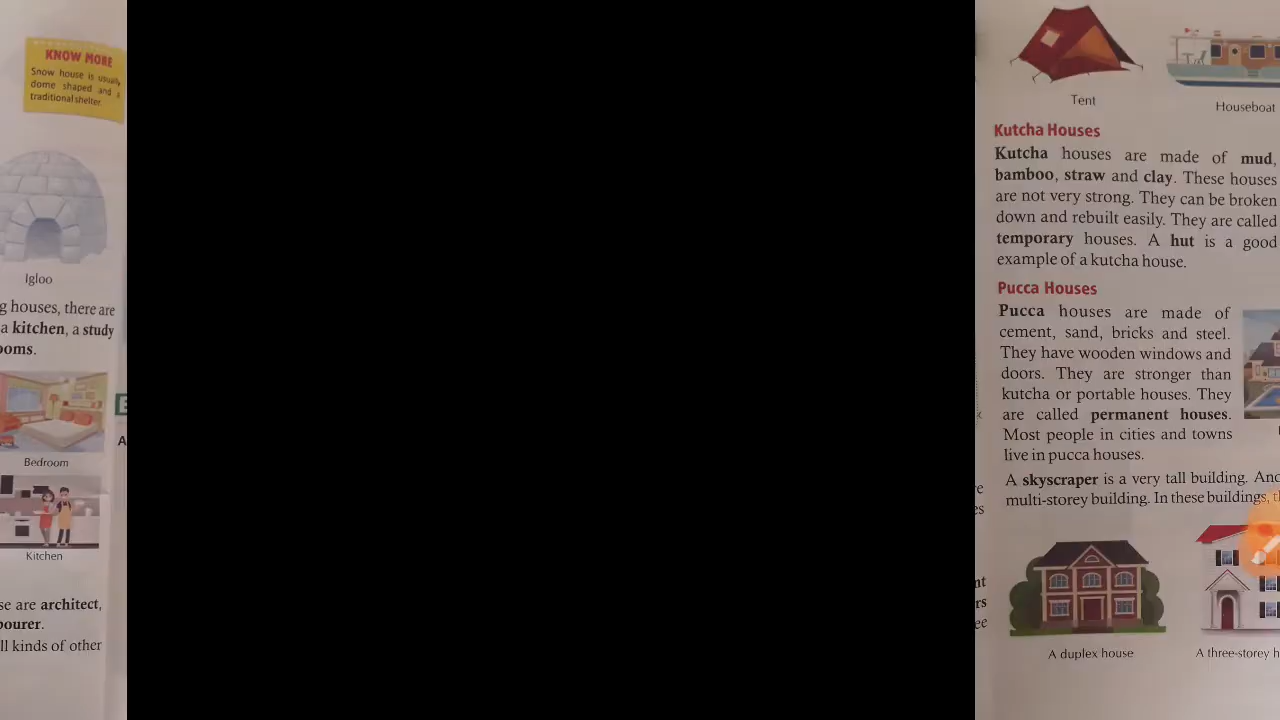 KNOW MORE
Snow house is usually
dome shaped and a
traditional shelter.
Igloo
g houses, there are
a kitchen, a study
ooms.
Bedroom
Kitchen
se are architect,
bourer.
ll kinds of other
E
A
re
es
nt
rs
ee
Tent
Houseboat
Kutcha Houses
Kutcha houses are made of mud,
bamboo, straw and clay. These houses
are not very strong. They can be broken
down and rebuilt easily. They are called
temporary houses. A hut is a good
example of a kutcha house.
Pucca Houses
Pucca houses are made of
cement, sand, bricks and steel.
They have wooden windows and
doors. They are stronger than
kutcha or portable houses. They
are called permanent houses.
Most people in cities and towns
live in pucca houses.
A skyscraper is a very tall building. Ano
multi-storey building. In these buildings, t
A duplex house
A three-storey h